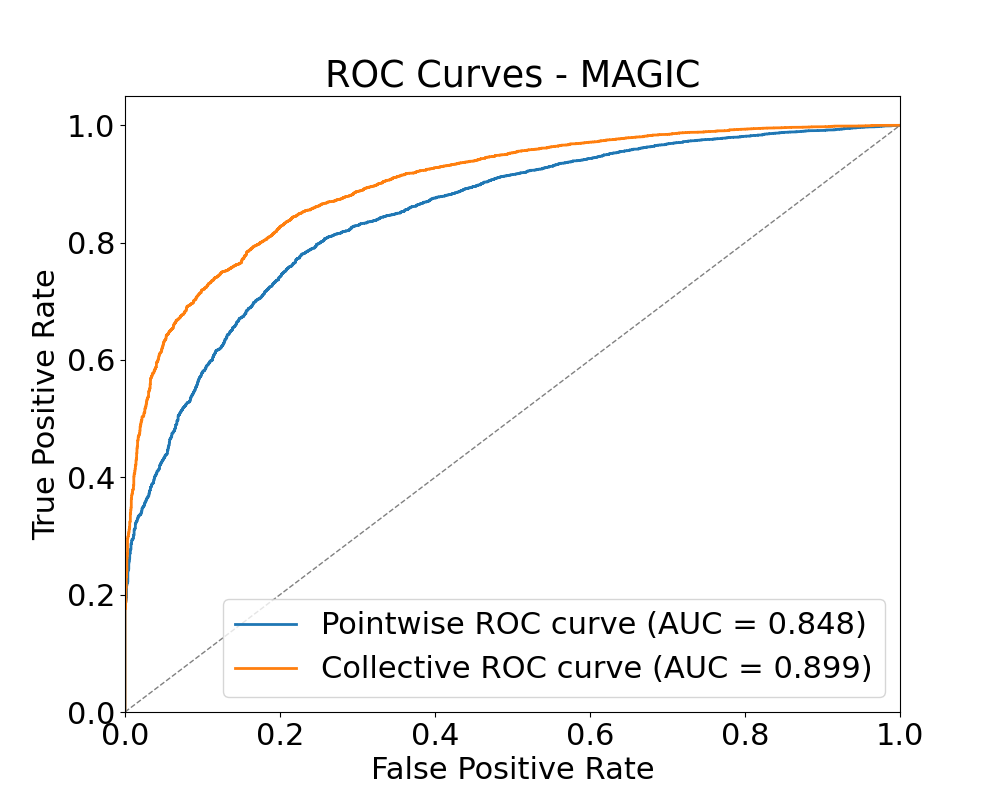 ROC Curves - MAGIC
True Positive Rate
1.0
0.8
0.6
0.4
0.2
0.0
Pointwise ROC curve (AUC = 0.848)
Collective ROC curve (AUC = 0.899)
0.0 0.2 0.4 0.6 0.8 1.0
False Positive Rate